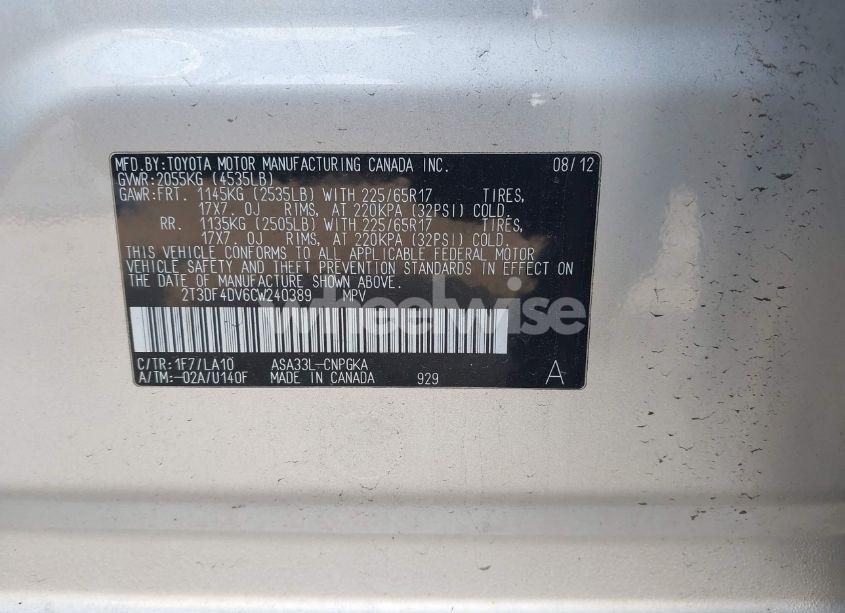 MFD.BY:TOYOTA MOTOR MANUFACTURING CANADA INC. 08/12
GVWR:2055KG (4535LB)
GAWR:FRT. 1145KG (2535LB) WITH 225/65R17 TIRES,
17X7.0J RIMS, AT 220KPA (32PSI) COLD.
RR. 1135KG (2505LB) WITH 225/65R17 TIRES,
17X7.0J RIMS, AT 220KPA (32PSI) COLD.
THIS VEHICLE CONFORMS TO ALL APPLICABLE FEDERAL MOTOR
VEHICLE SAFETY AND THEFT PREVENTION STANDARDS IN EFFECT ON
THE DATE OF MANUFACTURE SHOWN ABOVE.
2T3DF4DV6CW240389 MPV
wheelwise
C/TR:1F7/LA10 ASA33L-CNPGKA
A/TM:-02A/U140F MADE IN CANADA 929 A